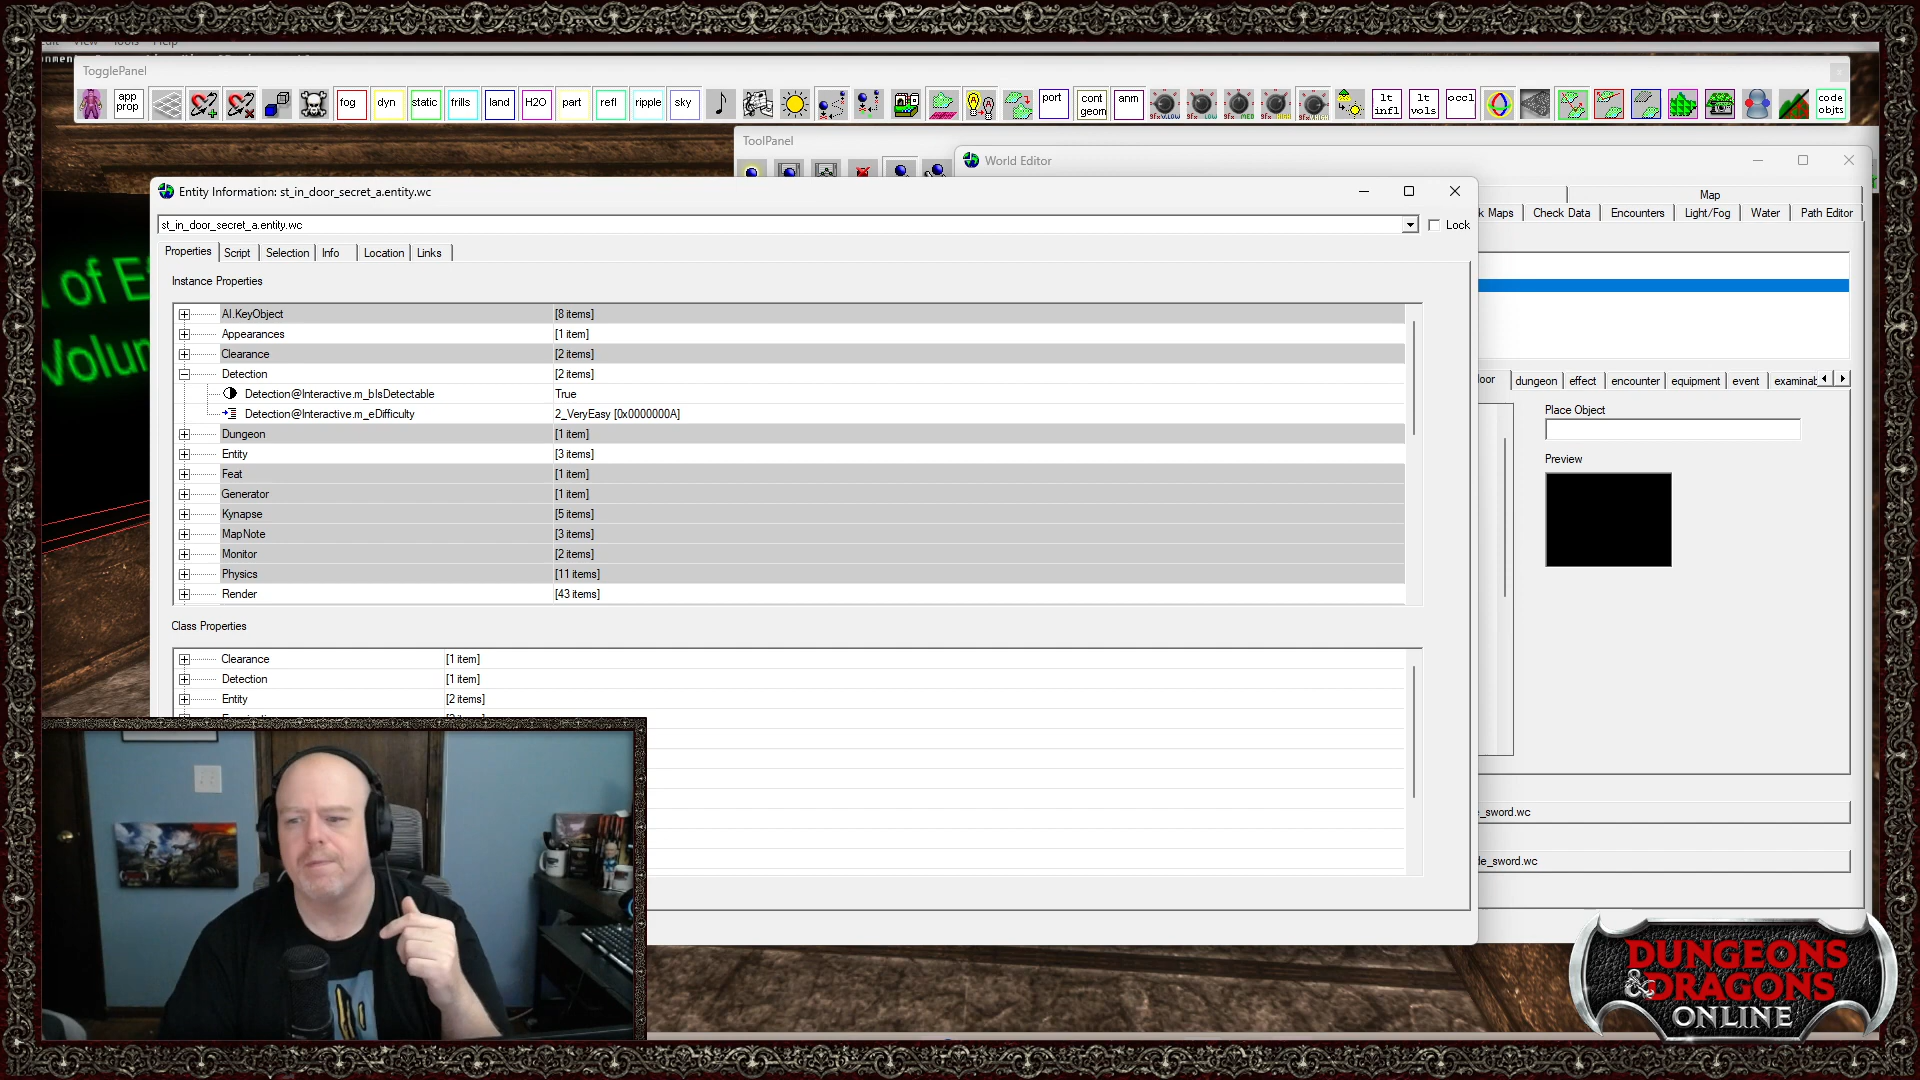 View Tools Help
TogglePanel
app prop
fog
dyn
static
frills
land
H2O
part
refl
ripple
sky
port
cont geom
anm
lt infl
lt vols
occl
code objts
ToolPanel
World Editor
Entity Information: st_in_door_secret_a.entity.wc
st_in_door_secret_a.entity.wc
Lock
Map
Maps Check Data Encounters Light/Fog Water Path Editor
Properties Script Selection Info Location Links
Instance Properties
of
AI.KeyObject [8 items]
Appearances [1 item]
Clearance [2 items]
Detection [2 items]
Detection@Interactive.m_bIsDetectable True
Detection@Interactive.m_eDifficulty 2_VeryEasy [0x0000000A]
Dungeon [1 item]
Entity [3 items]
Feat [1 item]
Generator [1 item]
Kynapse [5 items]
MapNote [3 items]
Monitor [2 items]
Physics [11 items]
Render [43 items]
dungeon effect encounter equipment event examinab
Place Object
Preview
Class Properties
Clearance [1 item]
Detection [1 item]
Entity [2 items]
_sword.wc
de_sword.wc
DUNGEONS
& DRAGONS
ONLINE